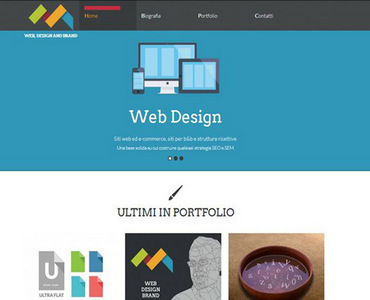 Home
Biografia
Portfolio
Contatti
WEB, DESIGN AND BRAND
Web Design
Siti web ed e-commerce, siti per b&b e strutture ricettive.
Una base solida su cui costruire qualsiasi strategia SEO e SEM
ULTIMI IN PORTFOLIO
U
ULTRA FLAT
WEB
DESIGN
BRAND